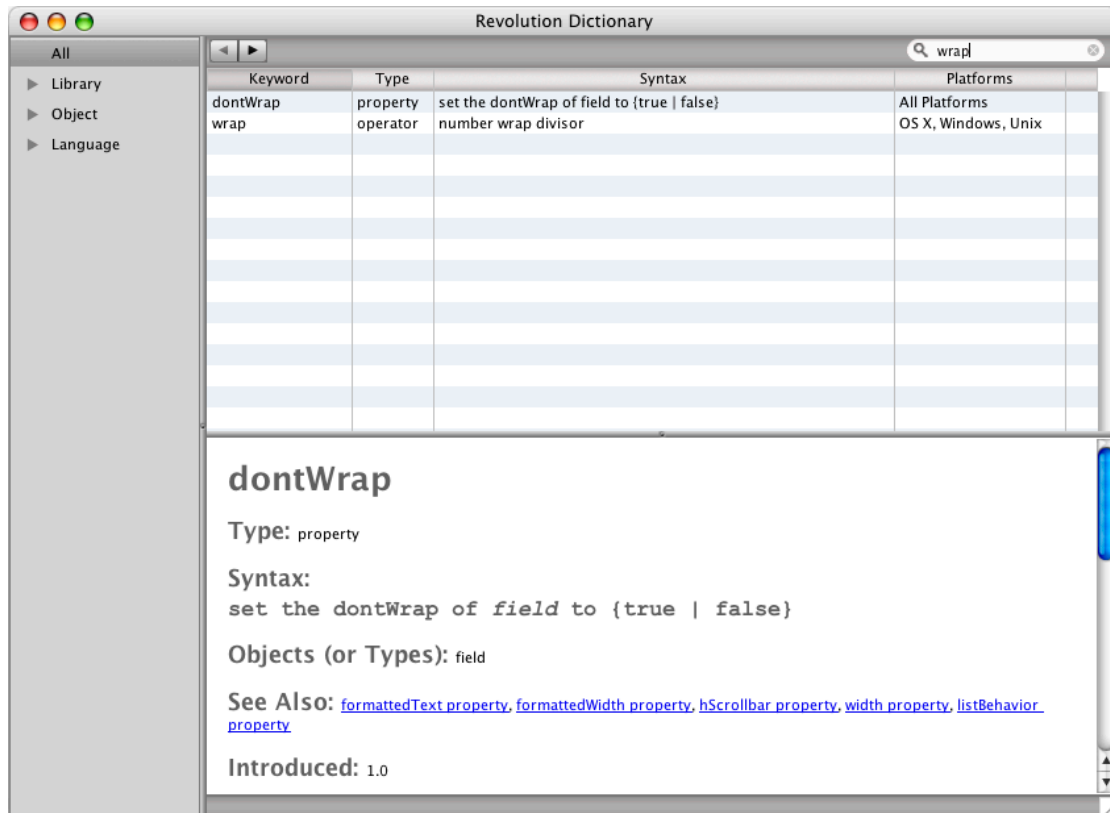 Revolution Dictionary
All
Library
Object
Language
wrap
Keyword Type Syntax Platforms
dontWrap property set the dontWrap of field to {true | false} All Platforms
wrap operator number wrap divisor OS X, Windows, Unix
dontWrap
Type: property
Syntax:
set the dontWrap of field to {true | false}
Objects (or Types): field
See Also: formattedText property, formattedWidth property, hScrollbar property, width property, listBehavior
property
Introduced: 1.0